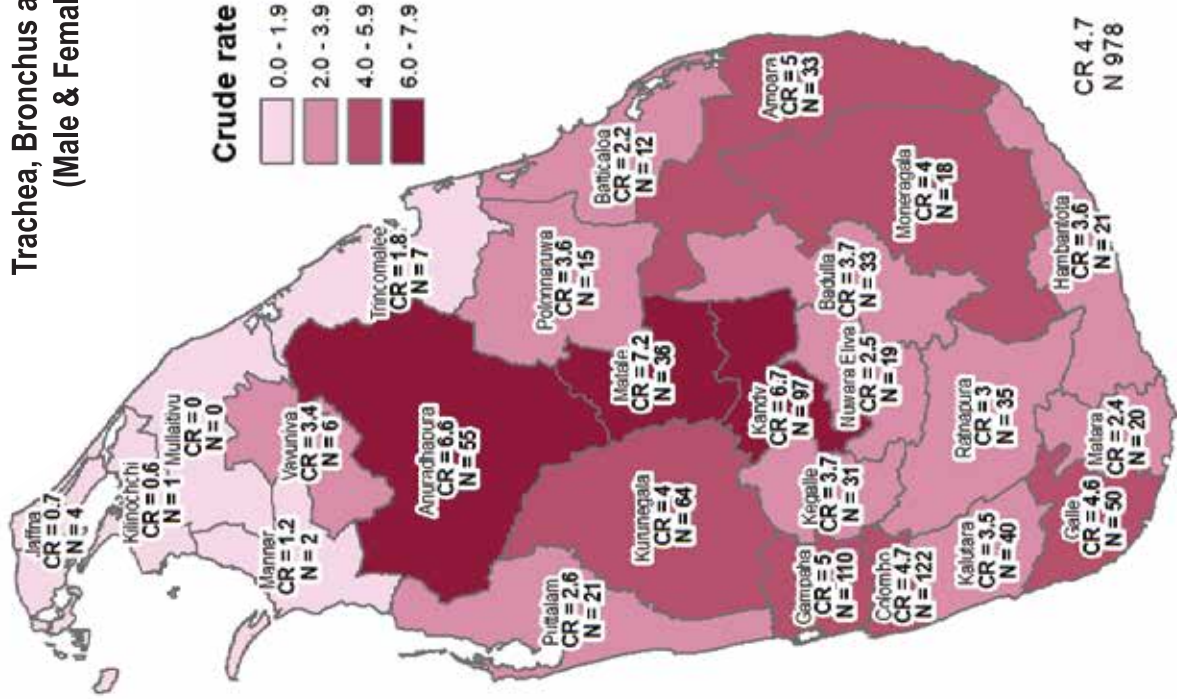 Trachea, Bronchus a
(Male & Femal
Crude rate
0.0 - 1.9
2.0 - 3.9
4.0 - 5.9
6.0 - 7.9
Jaffna
CR = 0.7
N = 4
Kilinochchi
CR = 0.6
N = 1
Mullaitivu
CR = 0
N = 0
Mannar
CR = 1.2
N = 2
Vavuniya
CR = 3.4
N = 6
Trincomalee
CR = 1.8
N = 7
Anuradhapura
CR = 6.6
N = 55
Polonnaruwa
CR = 3.6
N = 15
Batticaloa
CR = 2.2
N = 12
Puttalam
CR = 2.6
N = 21
Kurunegala
CR = 4
N = 64
Matale
CR = 7.2
N = 36
Ampara
CR = 5
N = 33
Kandy
CR = 6.7
N = 97
Gampaha
CR = 5
N = 110
Kegalle
CR = 3.7
N = 31
Nuwara Eliya
CR = 2.5
N = 19
Badulla
CR = 3.7
N = 33
Moneragala
CR = 4
N = 18
Colombo
CR = 4.7
N = 122
Ratnapura
CR = 3
N = 35
Kalutara
CR = 3.5
N = 40
Galle
CR = 4.6
N = 50
Matara
CR = 2.4
N = 20
Hambantota
CR = 3.6
N = 21
CR 4.7
N 978